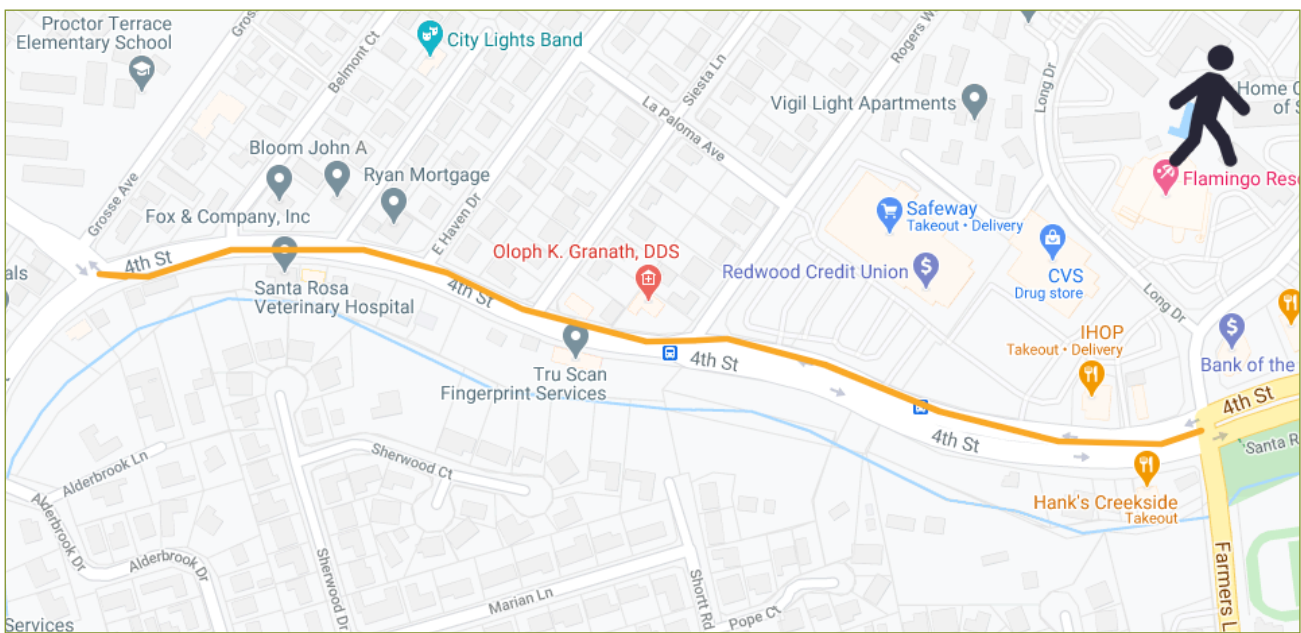 Proctor Terrace
Elementary School
Gros
Belmont Ct
City Lights Band
Siesta Ln
Rogers W
Long Dr
Home C
of S
La Paloma Ave
Vigil Light Apartments
Bloom John A
Ryan Mortgage
Flamingo Reso
Grosse Ave
Fox & Company, Inc
E Haven Dr
Safeway
Takeout • Delivery
4th St
Oloph K. Granath, DDS
Redwood Credit Union
CVS
Drug store
als
Santa Rosa
Veterinary Hospital
4th St
Long Dr
IHOP
Takeout • Delivery
4th St
Bank of the
Tru Scan
Fingerprint Services
4th St
4th St
Santa R
Sherwood Ct
Alderbrook Ln
Hank's Creekside
Takeout
Alderbrook Dr
Alderbrook Dr
Sherwood Dr
Marian Ln
Shortt Rd
Pope Ct
Farmers L
Services